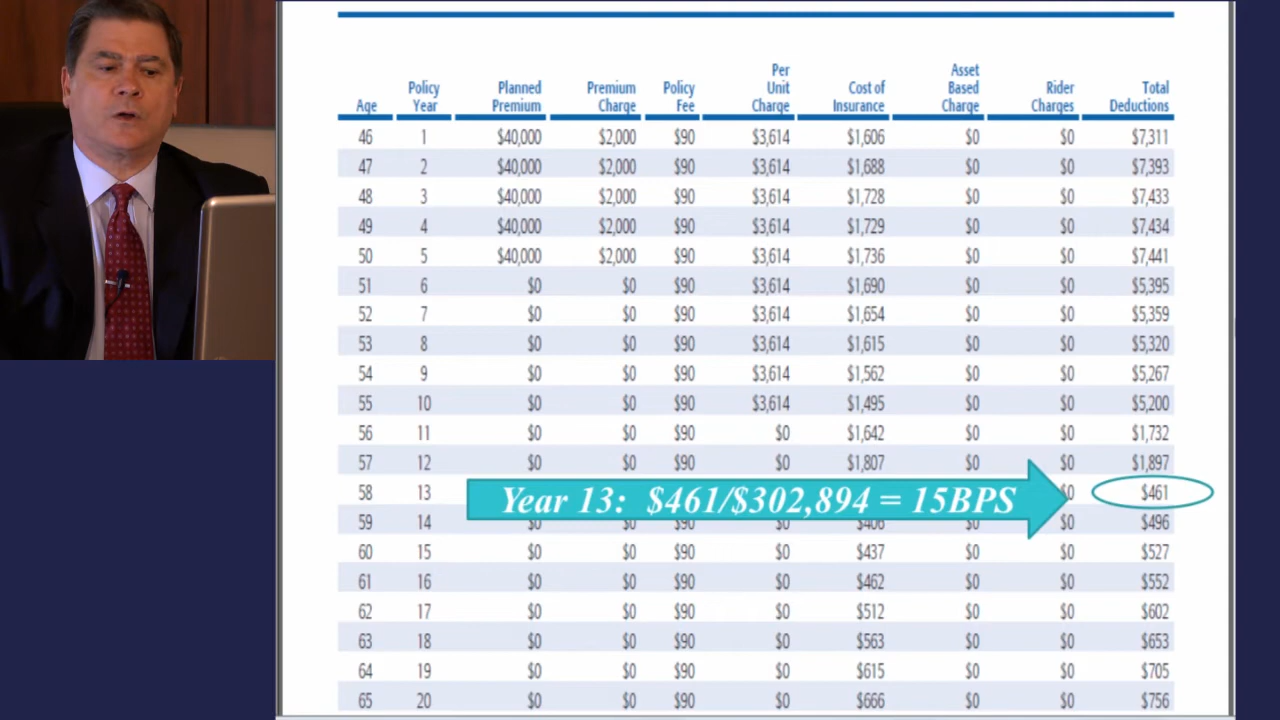 Age Policy Year Planned Premium Premium Charge Policy Fee Per Unit Charge Cost of Insurance Asset Based Charge Rider Charges Total Deductions
46 1 $40,000 $2,000 $90 $3,614 $1,606 $0 $0 $7,311
47 2 $40,000 $2,000 $90 $3,614 $1,688 $0 $0 $7,393
48 3 $40,000 $2,000 $90 $3,614 $1,728 $0 $0 $7,433
49 4 $40,000 $2,000 $90 $3,614 $1,729 $0 $0 $7,434
50 5 $40,000 $2,000 $90 $3,614 $1,736 $0 $0 $7,441
51 6 $0 $0 $90 $3,614 $1,690 $0 $0 $5,395
52 7 $0 $0 $90 $3,614 $1,654 $0 $0 $5,359
53 8 $0 $0 $90 $3,614 $1,615 $0 $0 $5,320
54 9 $0 $0 $90 $3,614 $1,562 $0 $0 $5,267
55 10 $0 $0 $90 $3,614 $1,495 $0 $0 $5,200
56 11 $0 $0 $90 $0 $1,642 $0 $0 $1,732
57 12 $0 $0 $90 $0 $1,807 $0 $0 $1,897
58 13 Year 13: $461/$302,894 = 15BPS $461
59 14 $0 $0 $90 $0 $406 $0 $0 $496
60 15 $0 $0 $90 $0 $437 $0 $0 $527
61 16 $0 $0 $90 $0 $462 $0 $0 $552
62 17 $0 $0 $90 $0 $512 $0 $0 $602
63 18 $0 $0 $90 $0 $563 $0 $0 $653
64 19 $0 $0 $90 $0 $615 $0 $0 $705
65 20 $0 $0 $90 $0 $666 $0 $0 $756